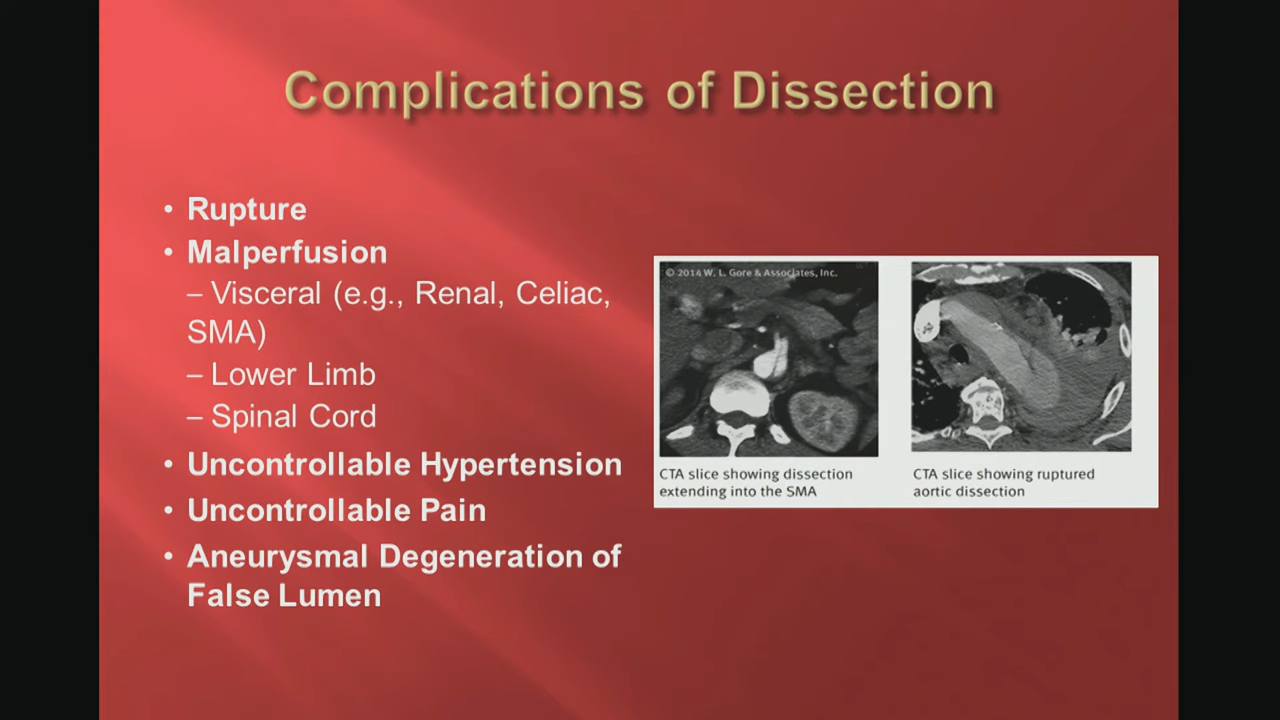 Complications of Dissection
• Rupture
• Malperfusion
– Visceral (e.g., Renal, Celiac,
SMA)
– Lower Limb
– Spinal Cord
• Uncontrollable Hypertension
• Uncontrollable Pain
• Aneurysmal Degeneration of
False Lumen
© 2014 W. L. Gore & Associates, Inc.
CTA slice showing dissection
extending into the SMA
CTA slice showing ruptured
aortic dissection